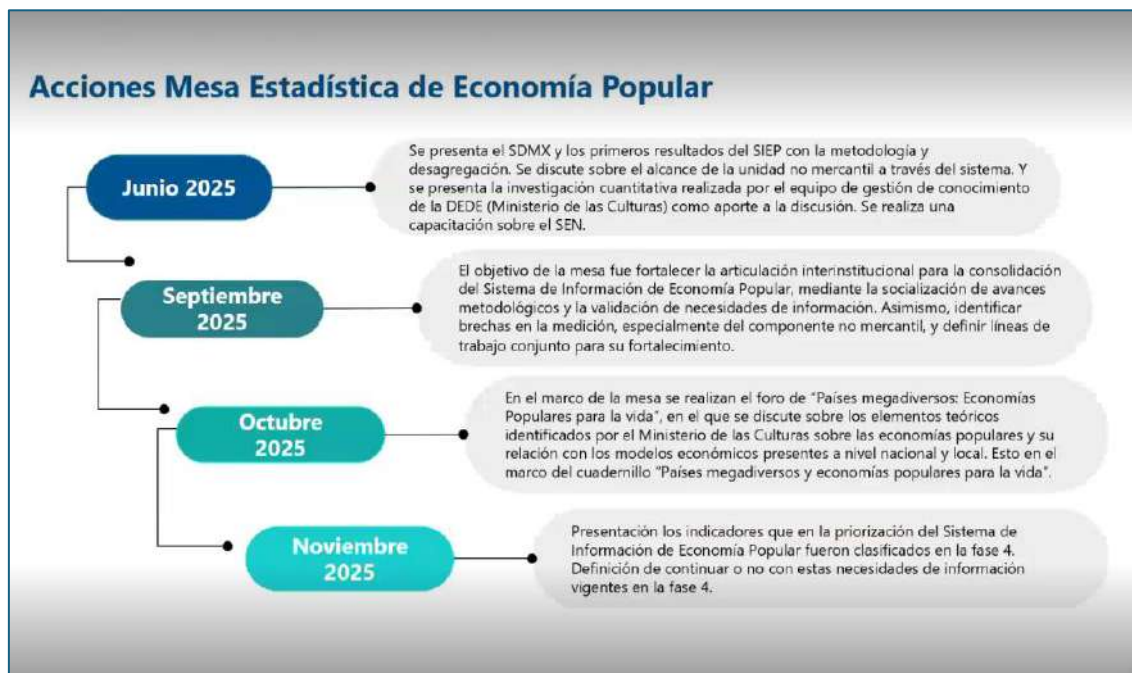 Acciones Mesa Estadística de Economía Popular
Junio 2025
Se presenta el SDMX y los primeros resultados del SIEP con la metodología y
desagregación. Se discute sobre el alcance de la unidad no mercantil a través del sistema. Y
se presenta la investigación cuantitativa realizada por el equipo de gestión de conocimiento
de la DEDE (Ministerio de las Culturas) como aporte a la discusión. Se realiza una
capacitación sobre el SEN.
Septiembre
2025
El objetivo de la mesa fue fortalecer la articulación interinstitucional para la consolidación
del Sistema de Información de Economía Popular, mediante la socialización de avances
metodológicos y la validación de necesidades de información. Asimismo, identificar
brechas en la medición, especialmente del componente no mercantil, y definir líneas de
trabajo conjunto para su fortalecimiento.
Octubre
2025
En el marco de la mesa se realizan el foro de "Países megadiversos: Economías
Populares para la vida", en el que se discute sobre los elementos teóricos
identificados por el Ministerio de las Culturas sobre las economías populares y su
relación con los modelos económicos presentes a nivel nacional y local. Esto en el
marco del cuadernillo "Países megadiversos y economías populares para la vida".
Noviembre
2025
Presentación los indicadores que en la priorización del Sistema de
Información de Economía Popular fueron clasificados en la fase 4.
Definición de continuar o no con estas necesidades de información
vigentes en la fase 4.